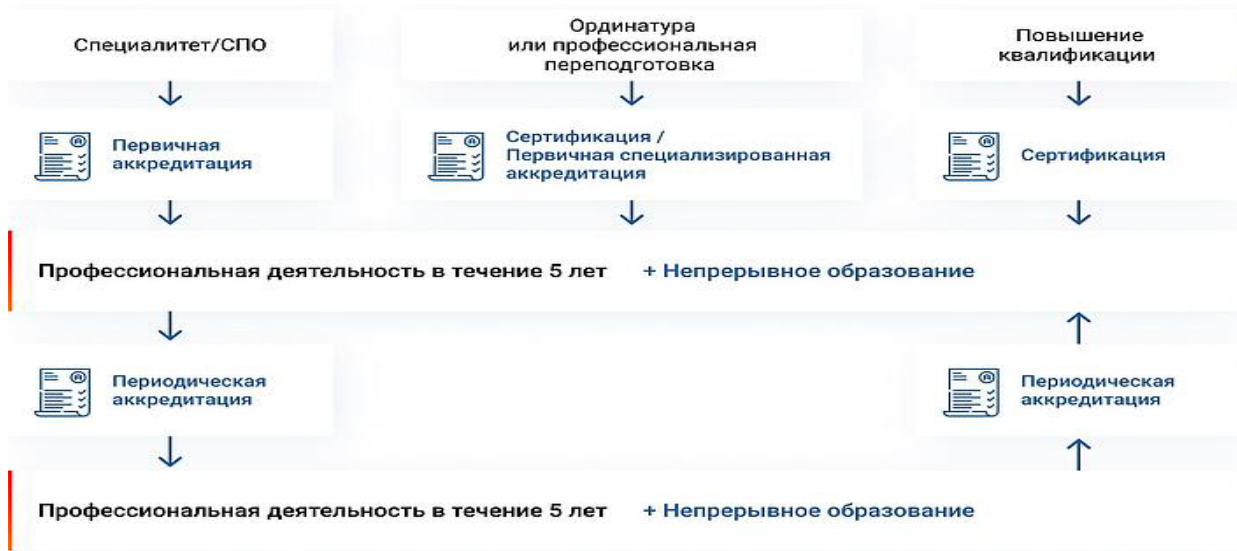 Специалитет/СПО
Ординатура
или профессиональная
переподготовка
Повышение
квалификации
Первичная
аккредитация
Сертификация /
Первичная специализированная
аккредитация
Сертификация
Профессиональная деятельность в течение 5 лет + Непрерывное образование
Периодическая
аккредитация
Периодическая
аккредитация
Профессиональная деятельность в течение 5 лет + Непрерывное образование